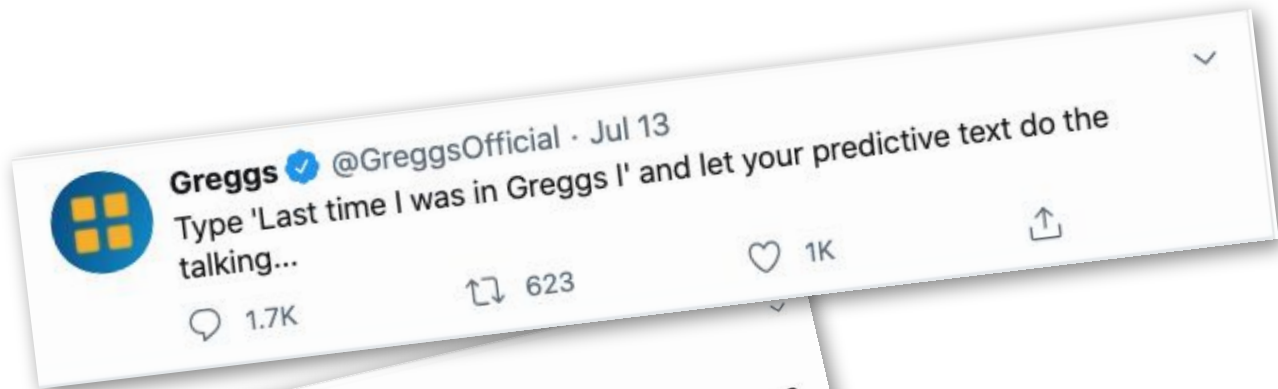 Greggs @GreggsOfficial · Jul 13
Type 'Last time I was in Greggs I' and let your predictive text do the
talking...
1.7K 623 1K